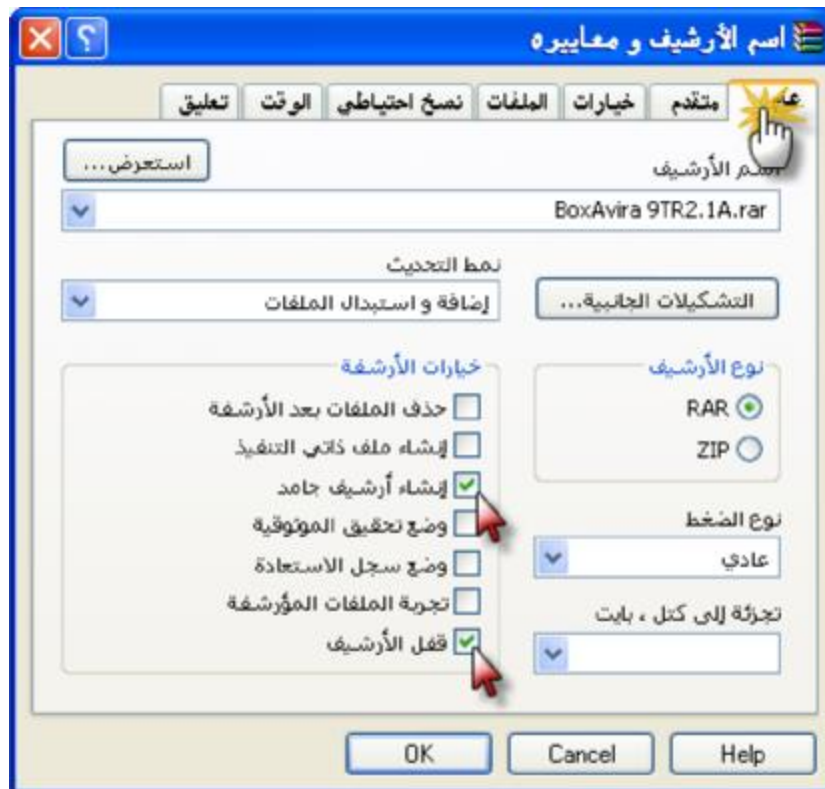 اسم الأرشيف و معاييره
متقدم خيارات الملفات نسخ احتياطي الوقت تعليق
اسم الأرشيف
استعرض...
BoxAvira 9TR2.1A.rar
نمط التحديث
التشكيلات الجانبية...
إضافة و استبدال الملفات
نوع الأرشيف
RAR
ZIP
نوع الضغط
عادي
تجزئة إلى كتل ، بايت
خيارات الأرشفة
حذف الملفات بعد الأرشفة
إنشاء ملف ذاتي التنفيذ
إنشاء أرشيف جامد
وضع تحقيق الموثوقية
وضع سجل الاستعادة
تجربة الملفات المؤرشفة
قفل الأرشيف
OK Cancel Help